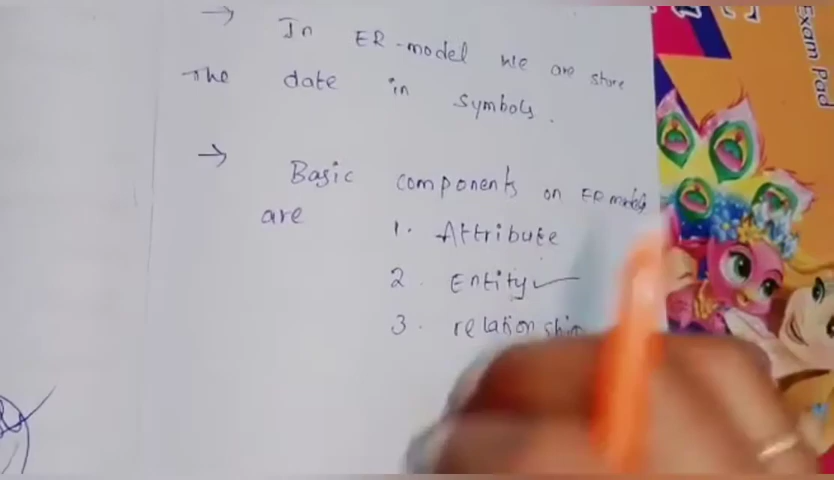 → In ER-model we are store
The date in symbols.
→ Basic components on ER models
are 1. Attribute
2. Entity
3. relationship
Exam Pad